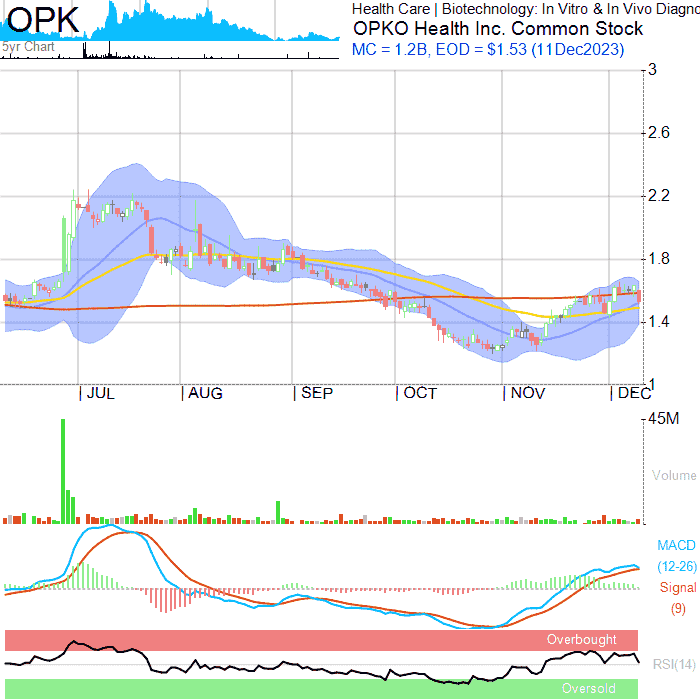 OPK
5yr Chart
Health Care | Biotechnology: In Vitro & In Vivo Diagno
OPKO Health Inc. Common Stock
MC = 1.2B, EOD = $1.53 (11Dec2023)
3
2.6
2.2
1.8
1.4
1
JUL AUG SEP OCT NOV DEC
45M
Volume
MACD
(12-26)
Signal
(9)
Overbought
RSI(14)
Oversold